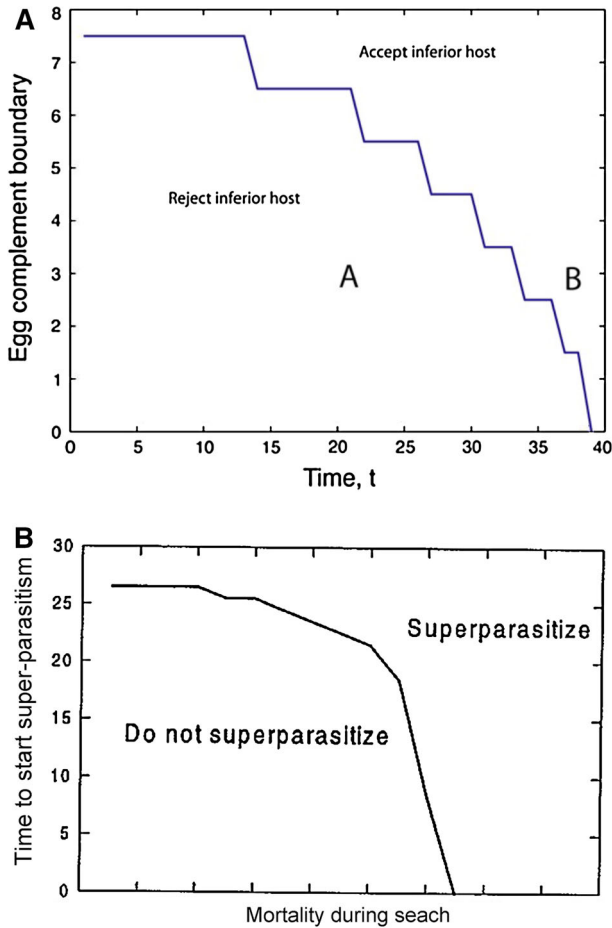 A
8
7
6
5
4
3
2
1
0
Egg complement boundary
Accept inferior host
Reject inferior host
A
B
0 5 10 15 20 25 30 35 40
Time, t
B
30
25
20
15
10
5
0
Time to start super-parasitism
Superparasitize
Do not superparasitize
Mortality during seach